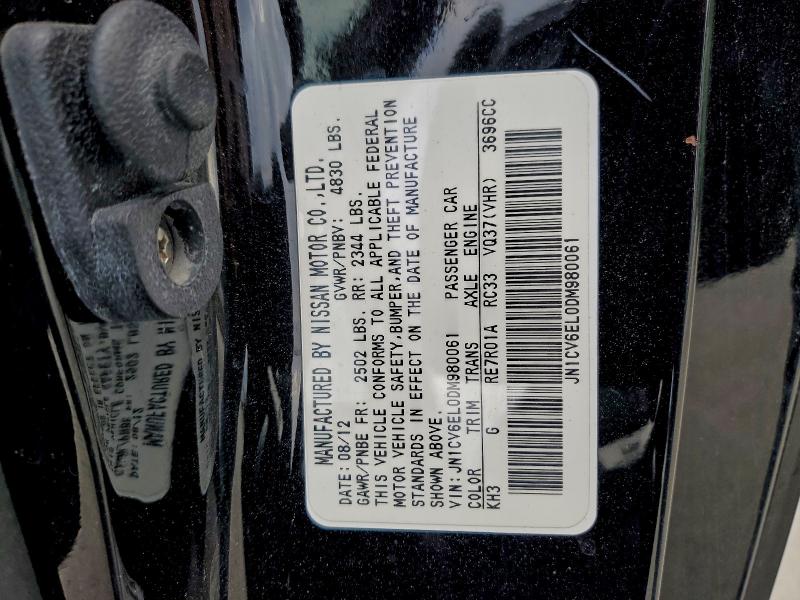 MANUFACTURED BY NISSAN MOTOR CO.,LTD.
DATE: 08/12 GVWR/PNBV: 4830 LBS.
GAWR/PNBE FR: 2502 LBS. RR: 2344 LBS.
THIS VEHICLE CONFORMS TO ALL APPLICABLE FEDERAL
MOTOR VEHICLE SAFETY,BUMPER,AND THEFT PREVENTION
STANDARDS IN EFFECT ON THE DATE OF MANUFACTURE
SHOWN ABOVE.
VIN: JN1CV6EL0DM980061 PASSENGER CAR
COLOR TRIM TRANS AXLE ENGINE
KH3 G RE7R01A RC33 VQ37(VHR) 3696CC
JN1CV6EL0DM980061